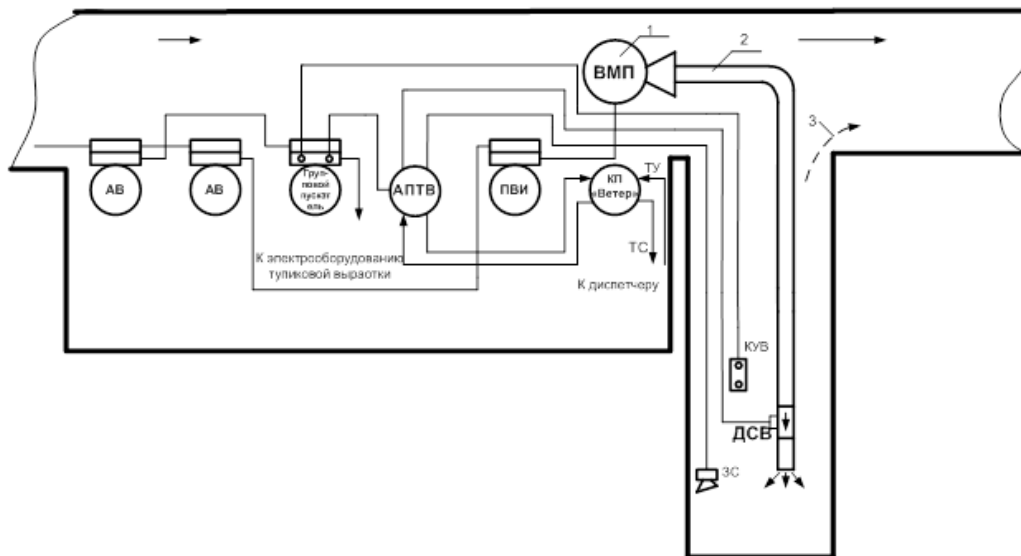 1
2
ВМП
3
АВ
АВ
Груп-
повой
пускат
ель
АПТВ
ПВИ
КП
«Ветер»
ТУ
ТС
К электрооборудованию
тупиковой выраотки
К диспетчеру
КУВ
ДСВ
ЗС